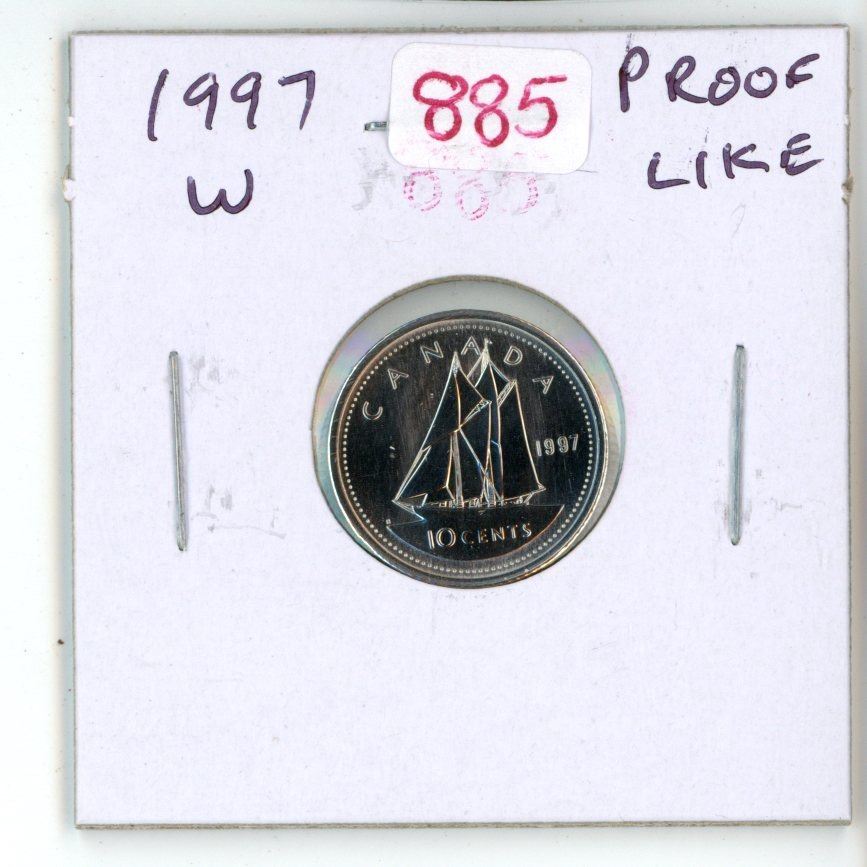 1997 885 PROOF
W LIKE
CANADA
1997
10 CENTS